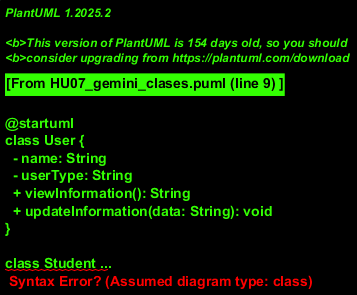 PlantUML 1.2025.2
<b>This version of PlantUML is 154 days old, so you should
<b>consider upgrading from https://plantuml.com/download
[From HU07_gemini_clases.puml (line 9) ]
@startuml
class User {
- name: String
- userType: String
+ viewInformation(): String
+ updateInformation(data: String): void
}
class Student ...
Syntax Error? (Assumed diagram type: class)